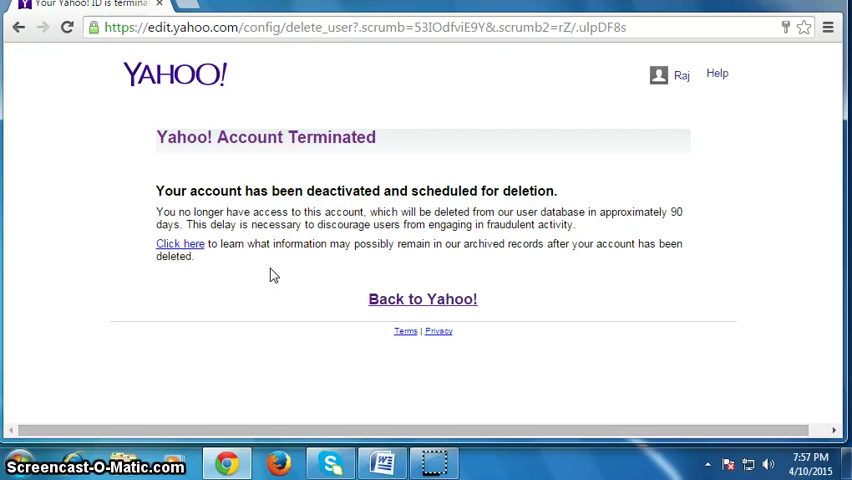 Your Yahoo ID is terminat
https://edit.yahoo.com/config/delete_user?.scrumb=53IOdfviE9Y&.scrumb2=rZ/.ulpDF8s
YAHOO!
Raj Help
Yahoo! Account Terminated
Your account has been deactivated and scheduled for deletion.
You no longer have access to this account, which will be deleted from our user database in approximately 90
days. This delay is necessary to discourage users from engaging in fraudulent activity.
Click here to learn what information may possibly remain in our archived records after your account has been
deleted.
Back to Yahoo!
Terms | Privacy
7:57 PM
4/10/2015
Screencast-O-Matic.com